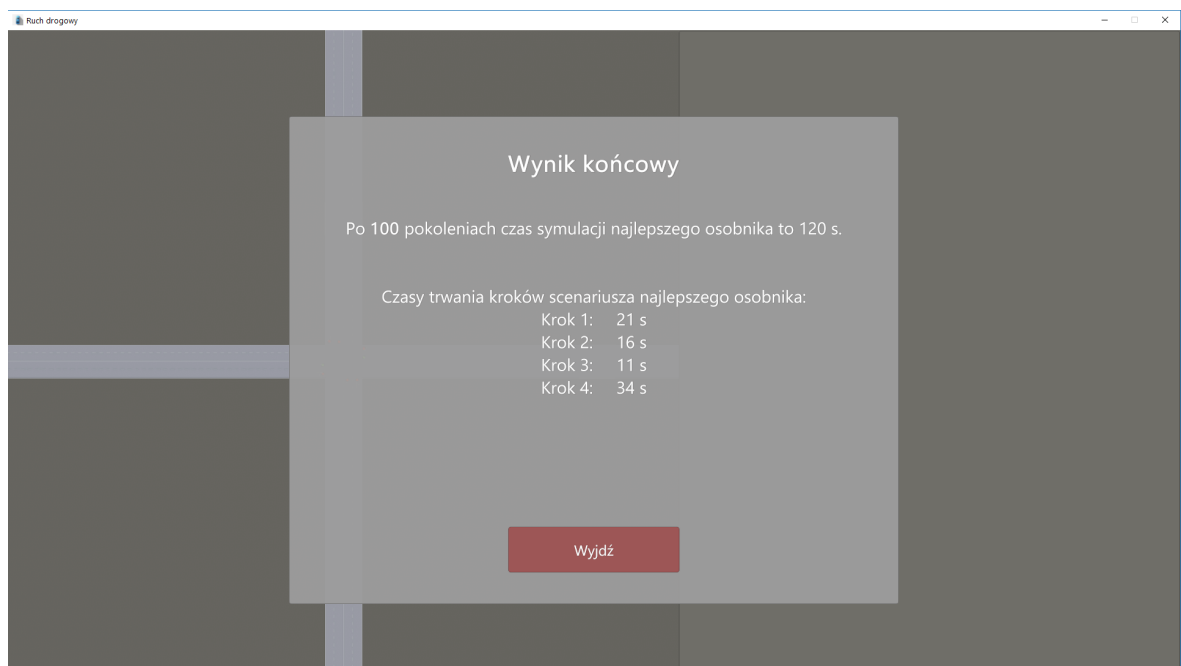 Ruch drogowy
Wynik końcowy
Po 100 pokoleniach czas symulacji najlepszego osobnika to 120 s.
Czasy trwania kroków scenariusza najlepszego osobnika:
Krok 1: 21 s
Krok 2: 16 s
Krok 3: 11 s
Krok 4: 34 s
Wyjdź